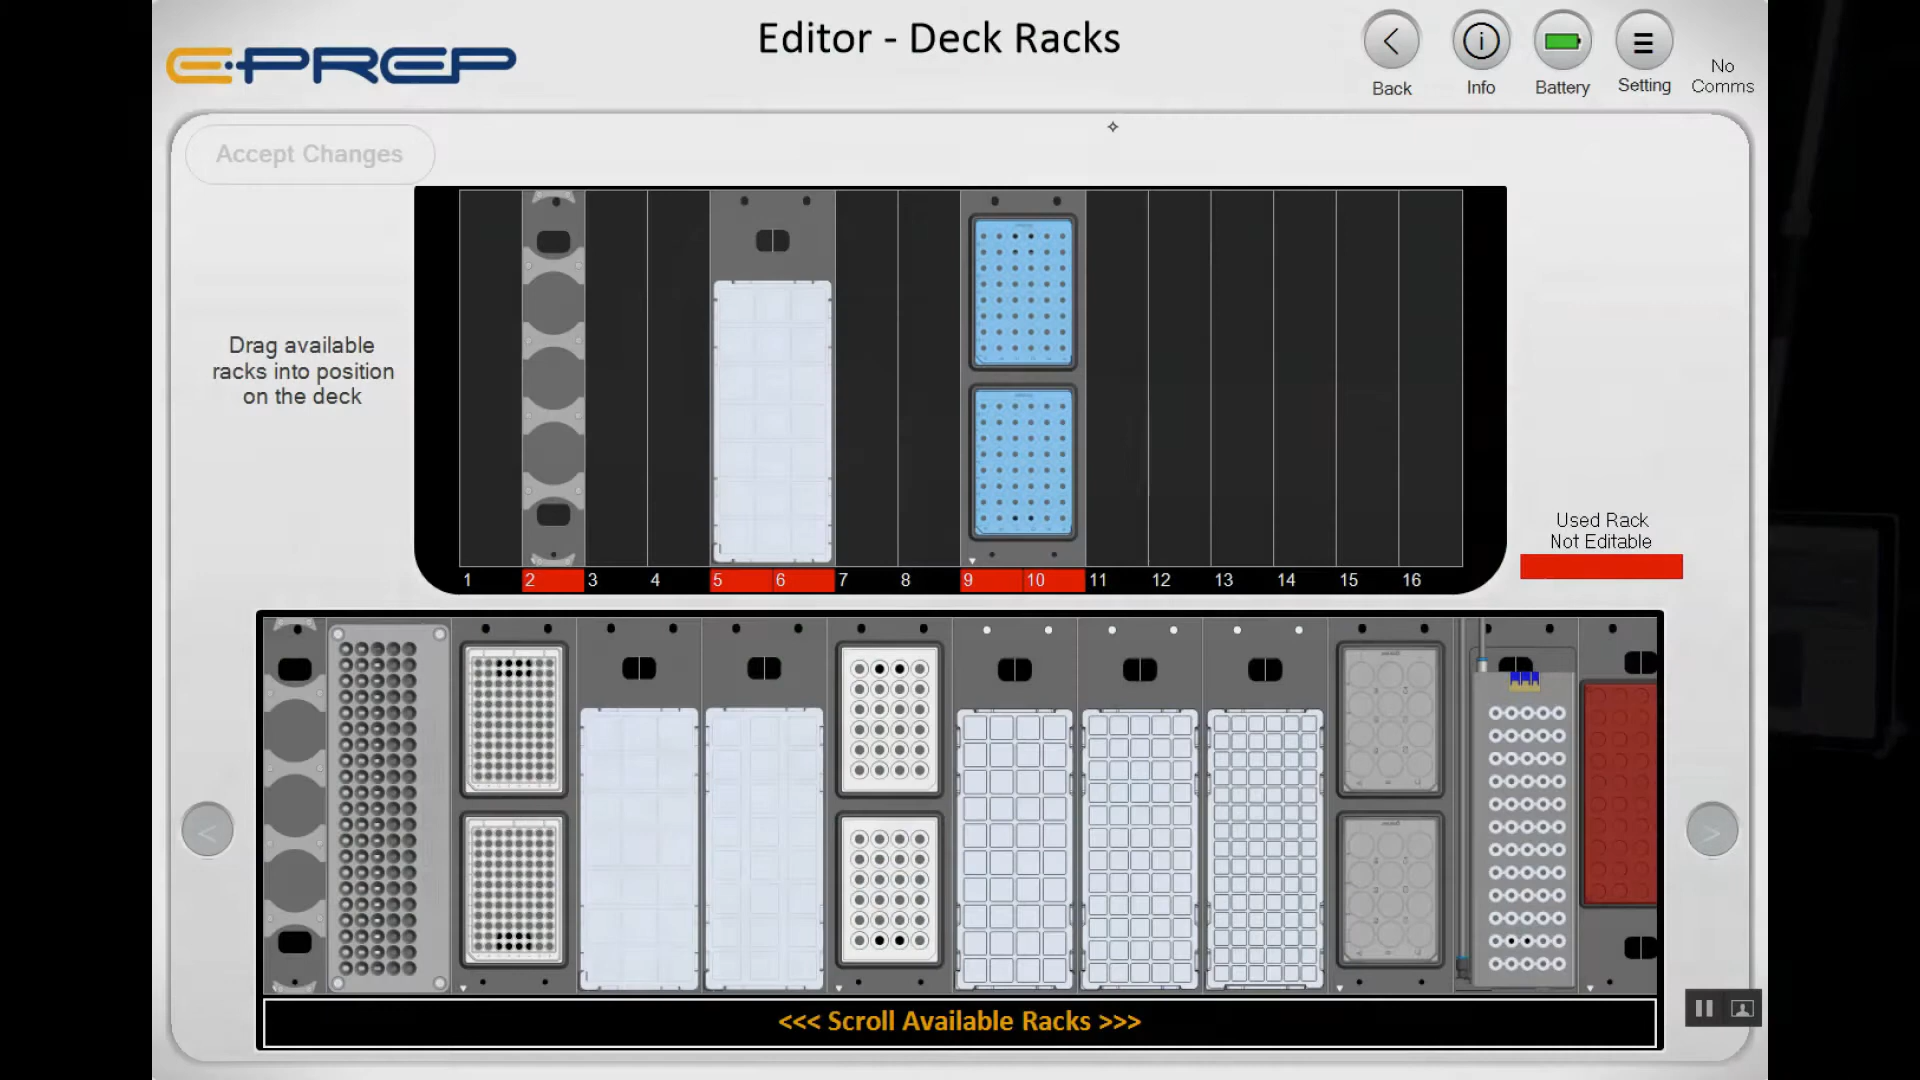 e·PREP
Editor - Deck Racks
Back
Info
Battery
Setting
No
Comms
Accept Changes
Drag available
racks into position
on the deck
Used Rack
Not Editable
1 2 3 4 5 6 7 8 9 10 11 12 13 14 15 16
<<< Scroll Available Racks >>>